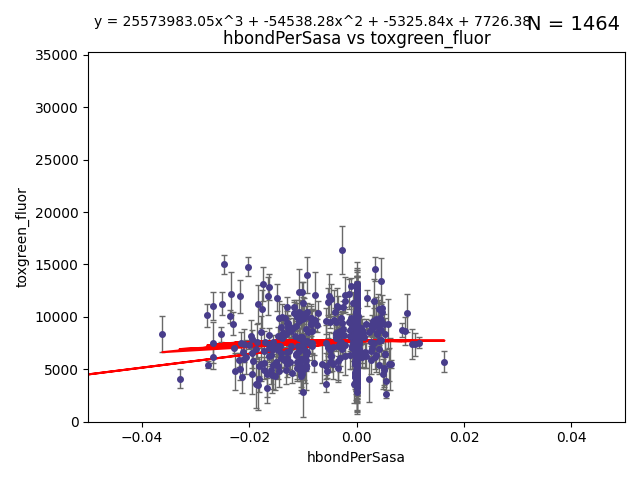 y = 25573983.05x^3 + -54538.28x^2 + -5325.84x + 7726.38
N = 1464
hbondPerSasa vs toxgreen_fluor
35000
30000
25000
20000
15000
10000
5000
0
toxgreen_fluor
−0.04
−0.02
0.00
0.02
0.04
hbondPerSasa